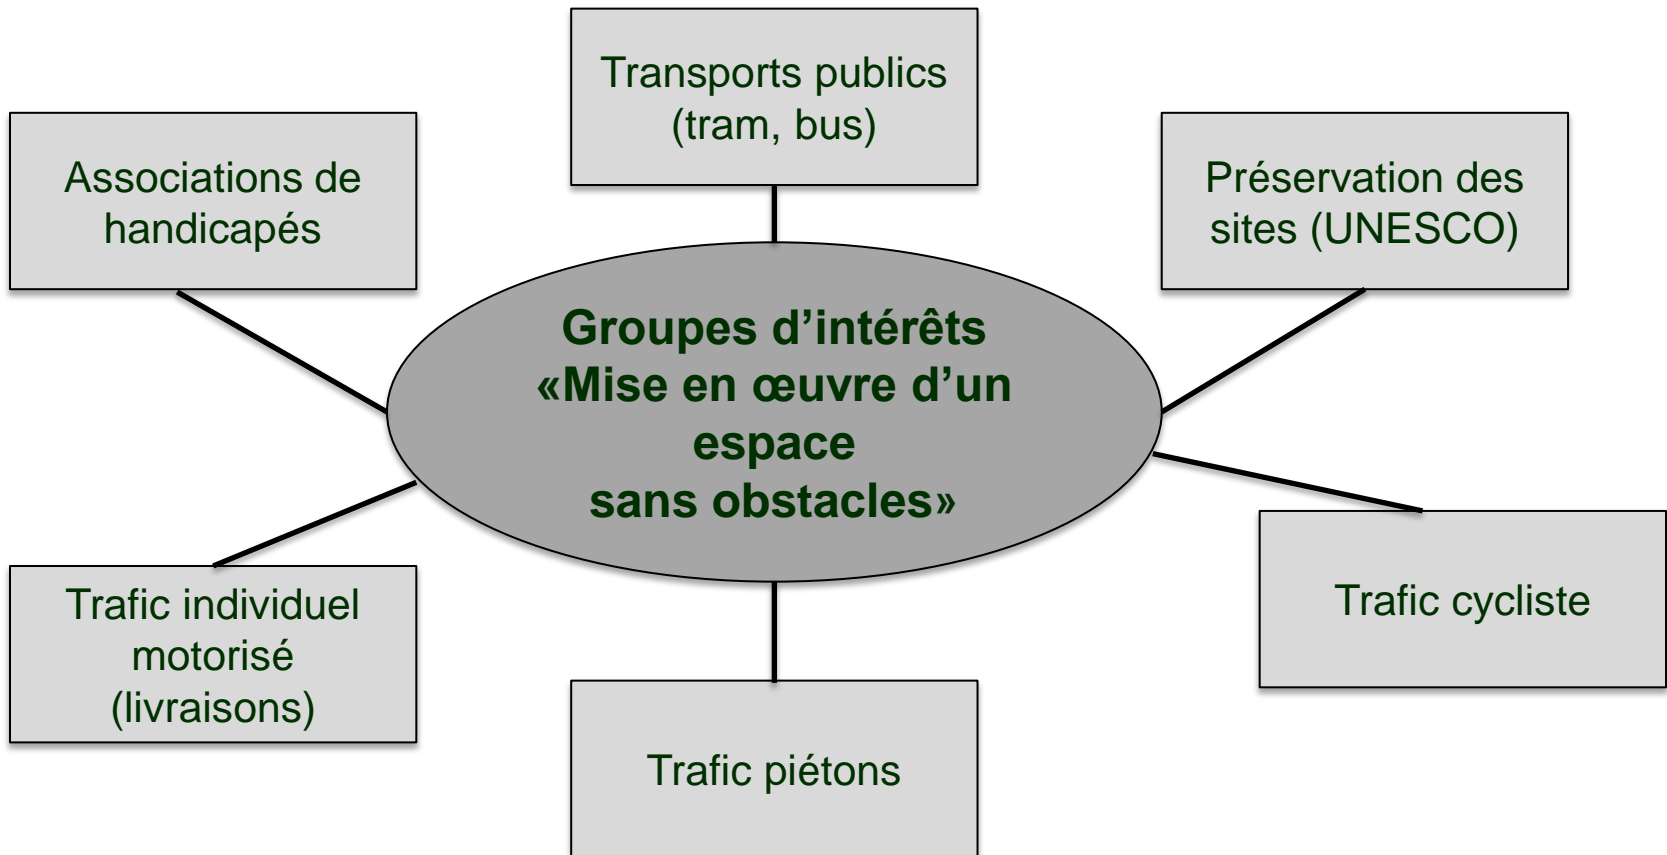 Transports publics
(tram, bus)
Associations de
handicapés
Préservation des
sites (UNESCO)
Groupes d’intérêts
«Mise en œuvre d’un
espace
sans obstacles»
Trafic individuel
motorisé
(livraisons)
Trafic cycliste
Trafic piétons